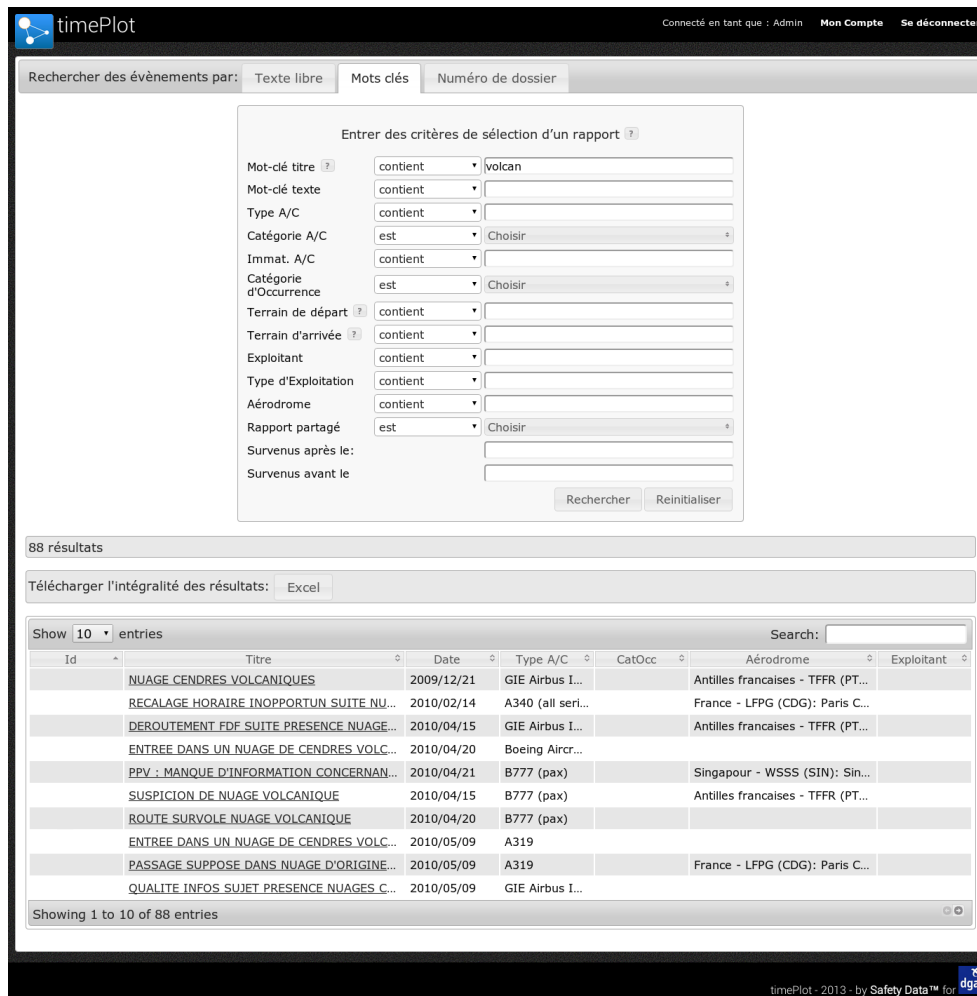 timePlot
Connecté en tant que : Admin Mon Compte Se déconnecter
Rechercher des évènements par: Texte libre Mots clés Numéro de dossier
Entrer des critères de sélection d'un rapport ?
Mot-clé titre ? contient volcan
Mot-clé texte contient
Type A/C contient
Catégorie A/C est Choisir
Immat. A/C contient
Catégorie
d'Occurrence est Choisir
Terrain de départ ? contient
Terrain d'arrivée ? contient
Exploitant contient
Type d'Exploitation contient
Aérodrome contient
Rapport partagé est Choisir
Survenus après le:
Survenus avant le
Rechercher Reinitialiser
88 résultats
Télécharger l'intégralité des résultats: Excel
Show 10 entries Search:
Id Titre Date Type A/C CatOcc Aérodrome Exploitant
NUAGE CENDRES VOLCANIQUES 2009/12/21 GIE Airbus I... Antilles francaises - TFFR (PT...
RECALAGE HORAIRE INOPPORTUN SUITE NU... 2010/02/14 A340 (all seri... France - LFPG (CDG): Paris C...
DEROUTEMENT FDF SUITE PRESENCE NUAGE... 2010/04/15 GIE Airbus I... Antilles francaises - TFFR (PT...
ENTREE DANS UN NUAGE DE CENDRES VOLC... 2010/04/20 Boeing Aircr...
PPV : MANQUE D'INFORMATION CONCERNAN... 2010/04/21 B777 (pax) Singapour - WSSS (SIN): Sin...
SUSPICION DE NUAGE VOLCANIQUE 2010/04/15 B777 (pax) Antilles francaises - TFFR (PT...
ROUTE SURVOLE NUAGE VOLCANIQUE 2010/04/20 B777 (pax)
ENTREE DANS UN NUAGE DE CENDRES VOLC... 2010/05/09 A319
PASSAGE SUPPOSE DANS NUAGE D'ORIGINE... 2010/05/09 A319 France - LFPG (CDG): Paris C...
QUALITE INFOS SUJET PRESENCE NUAGES C... 2010/05/09 GIE Airbus I...
Showing 1 to 10 of 88 entries
timePlot - 2013 - by Safety Data™ for dga